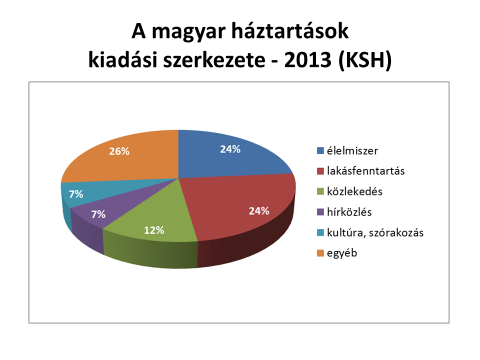 A magyar háztartások
kiadási szerkezete - 2013 (KSH)
26%
24%
7%
7%
12%
24%
élelmiszer
lakásfenntartás
közlekedés
hírközlés
kultúra, szórakozás
egyéb